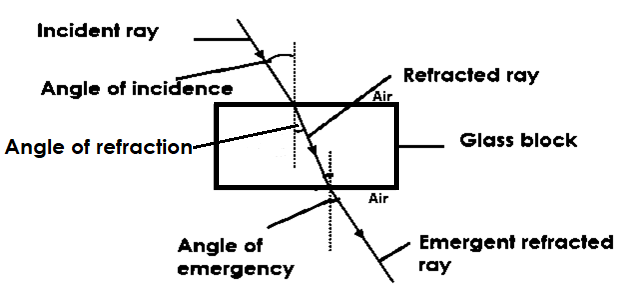 Incident ray
Angle of incidence
Refracted ray
Air
Angle of refraction
Glass block
Air
Angle of
emergency
Emergent refracted
ray